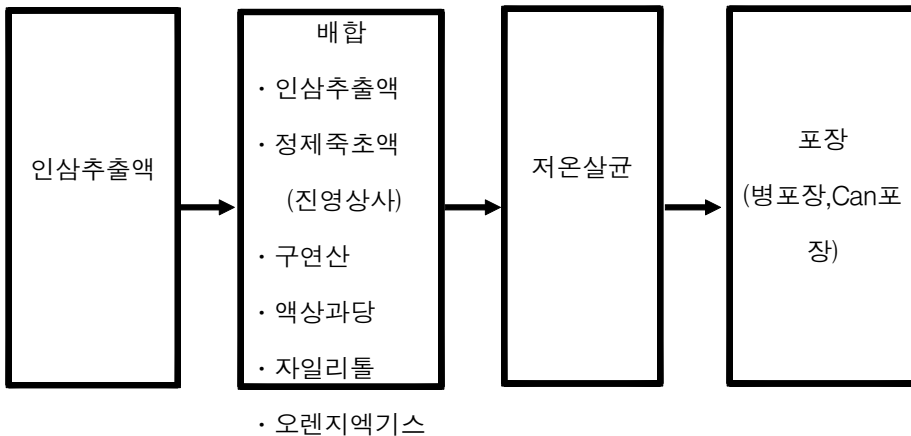 인삼추출액
배합
· 인삼추출액
· 정제죽초액
(진영상사)
· 구연산
· 액상과당
· 자일리톨
· 오렌지엑기스
저온살균
포장
(병포장,Can포
장)